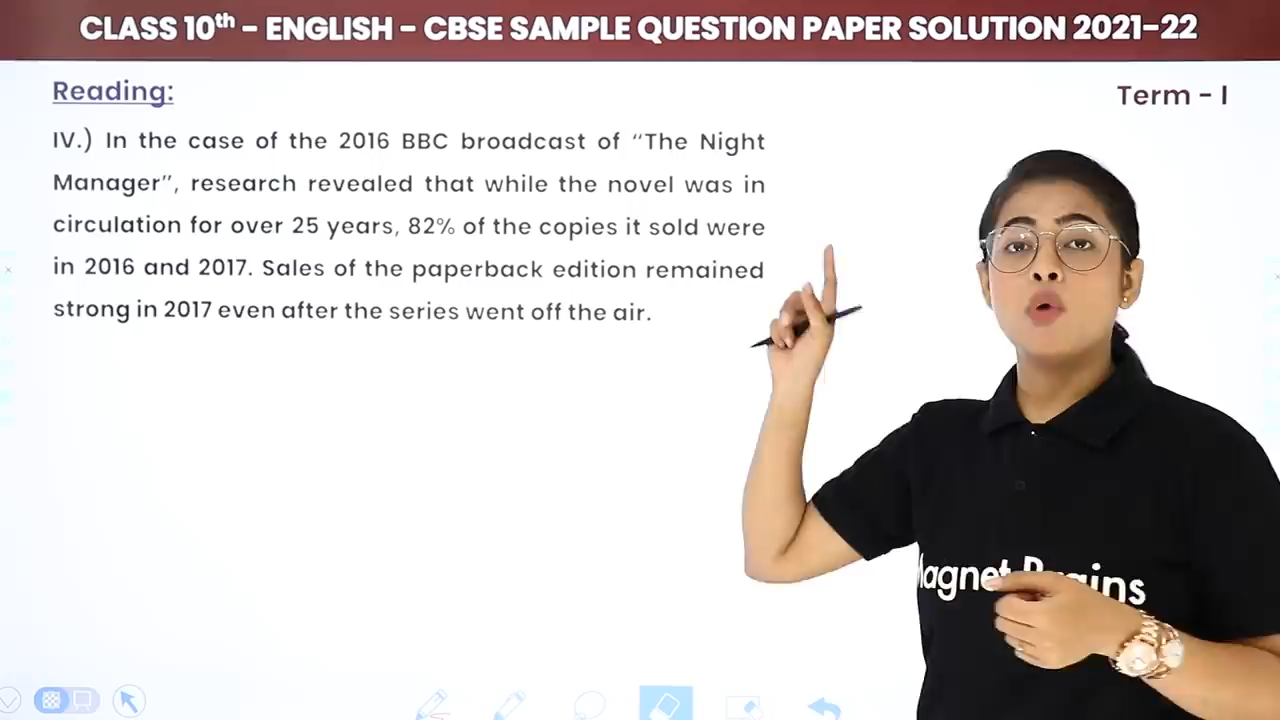 CLASS 10th - ENGLISH - CBSE SAMPLE QUESTION PAPER SOLUTION 2021-22
Reading:
Term - I
IV.) In the case of the 2016 BBC broadcast of “The Night
Manager”, research revealed that while the novel was in
circulation for over 25 years, 82% of the copies it sold were
in 2016 and 2017. Sales of the paperback edition remained
strong in 2017 even after the series went off the air.